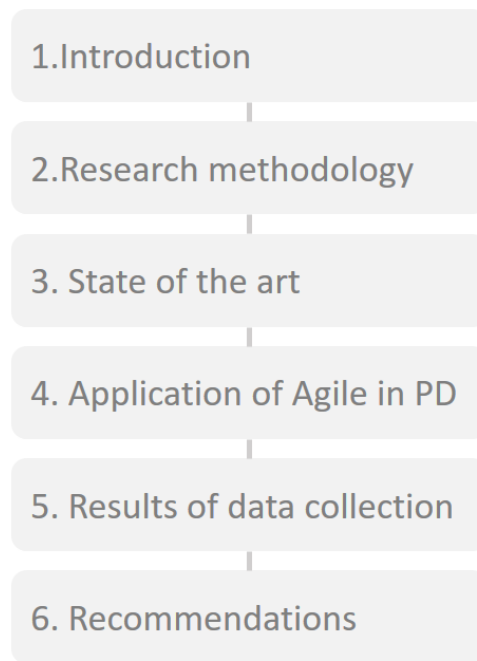 1.Introduction
2.Research methodology
3. State of the art
4. Application of Agile in PD
5. Results of data collection
6. Recommendations